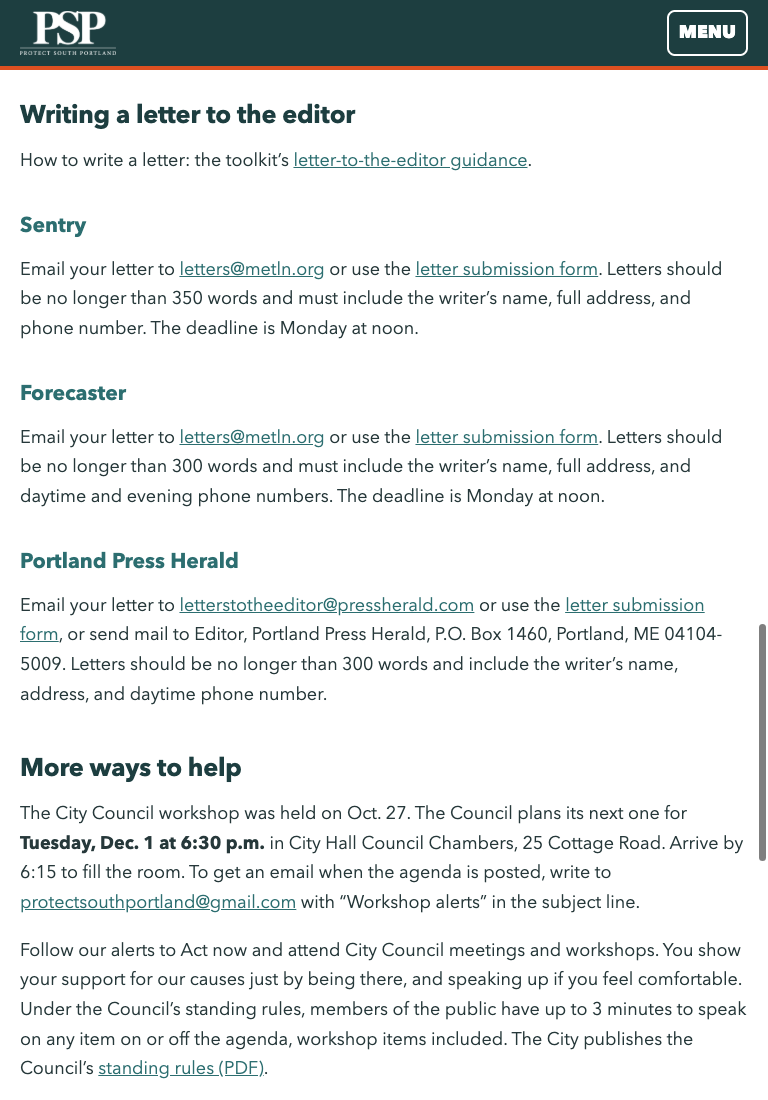 PSP
PROTECT SOUTH PORTLAND
MENU
Writing a letter to the editor
How to write a letter: the toolkit’s letter-to-the-editor guidance.
Sentry
Email your letter to letters@metln.org or use the letter submission form. Letters should
be no longer than 350 words and must include the writer’s name, full address, and
phone number. The deadline is Monday at noon.
Forecaster
Email your letter to letters@metln.org or use the letter submission form. Letters should
be no longer than 300 words and must include the writer’s name, full address, and
daytime and evening phone numbers. The deadline is Monday at noon.
Portland Press Herald
Email your letter to letterstotheeditor@pressherald.com or use the letter submission
form, or send mail to Editor, Portland Press Herald, P.O. Box 1460, Portland, ME 04104-
5009. Letters should be no longer than 300 words and include the writer’s name,
address, and daytime phone number.
More ways to help
The City Council workshop was held on Oct. 27. The Council plans its next one for
Tuesday, Dec. 1 at 6:30 p.m. in City Hall Council Chambers, 25 Cottage Road. Arrive by
6:15 to fill the room. To get an email when the agenda is posted, write to
protectsouthportland@gmail.com with “Workshop alerts” in the subject line.
Follow our alerts to Act now and attend City Council meetings and workshops. You show
your support for our causes just by being there, and speaking up if you feel comfortable.
Under the Council’s standing rules, members of the public have up to 3 minutes to speak
on any item on or off the agenda, workshop items included. The City publishes the
Council’s standing rules (PDF).